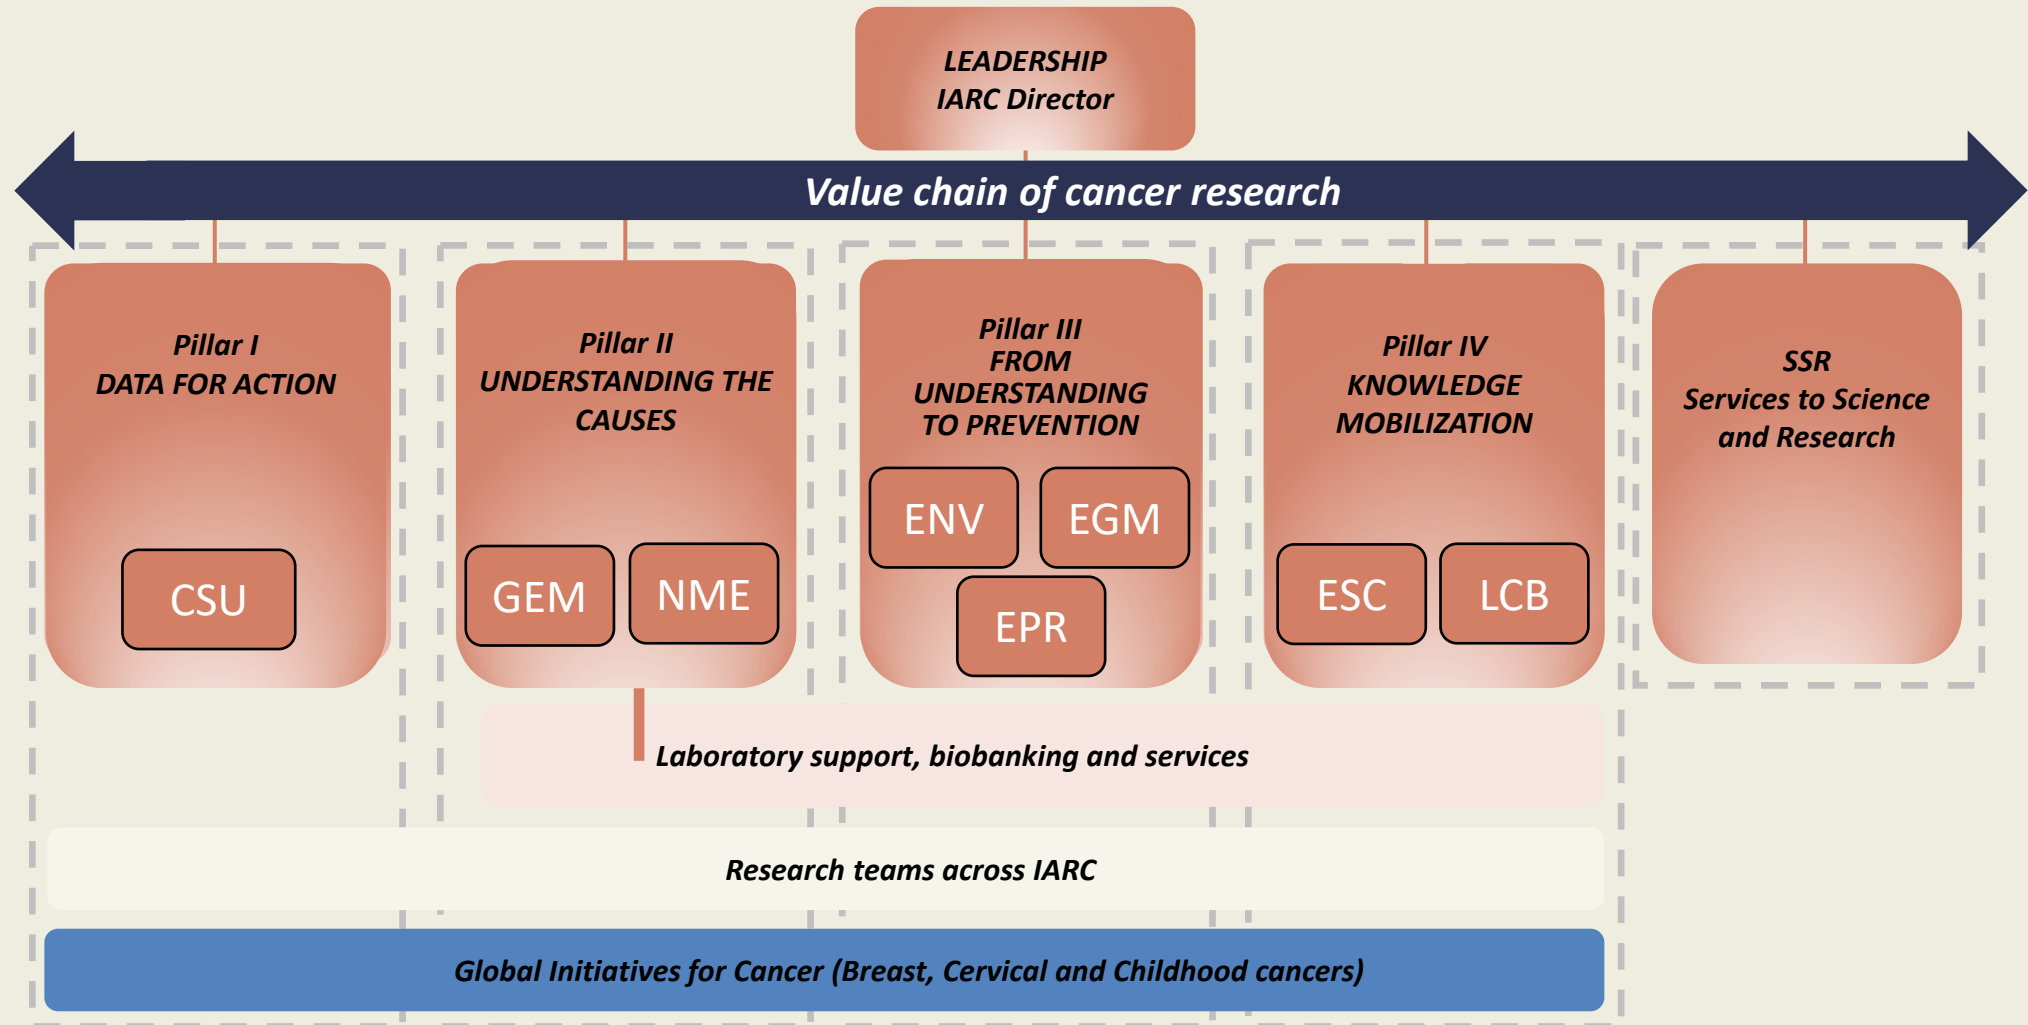 LEADERSHIP
IARC Director
Value chain of cancer research
Pillar I
DATA FOR ACTION
CSU
Pillar II
UNDERSTANDING THE
CAUSES
GEM
NME
Pillar III
FROM
UNDERSTANDING
TO PREVENTION
ENV
EGM
EPR
Pillar IV
KNOWLEDGE
MOBILIZATION
ESC
LCB
SSR
Services to Science
and Research
Laboratory support, biobanking and services
Research teams across IARC
Global Initiatives for Cancer (Breast, Cervical and Childhood cancers)